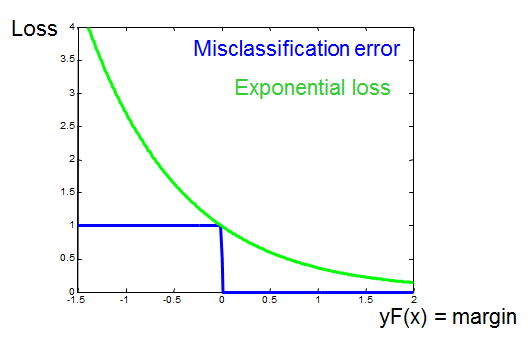 Loss
Misclassification error
Exponential loss
4
3.5
3
2.5
2
1.5
1
0.5
0
-1.5 -1 -0.5 0 0.5 1 1.5 2
yF(x) = margin